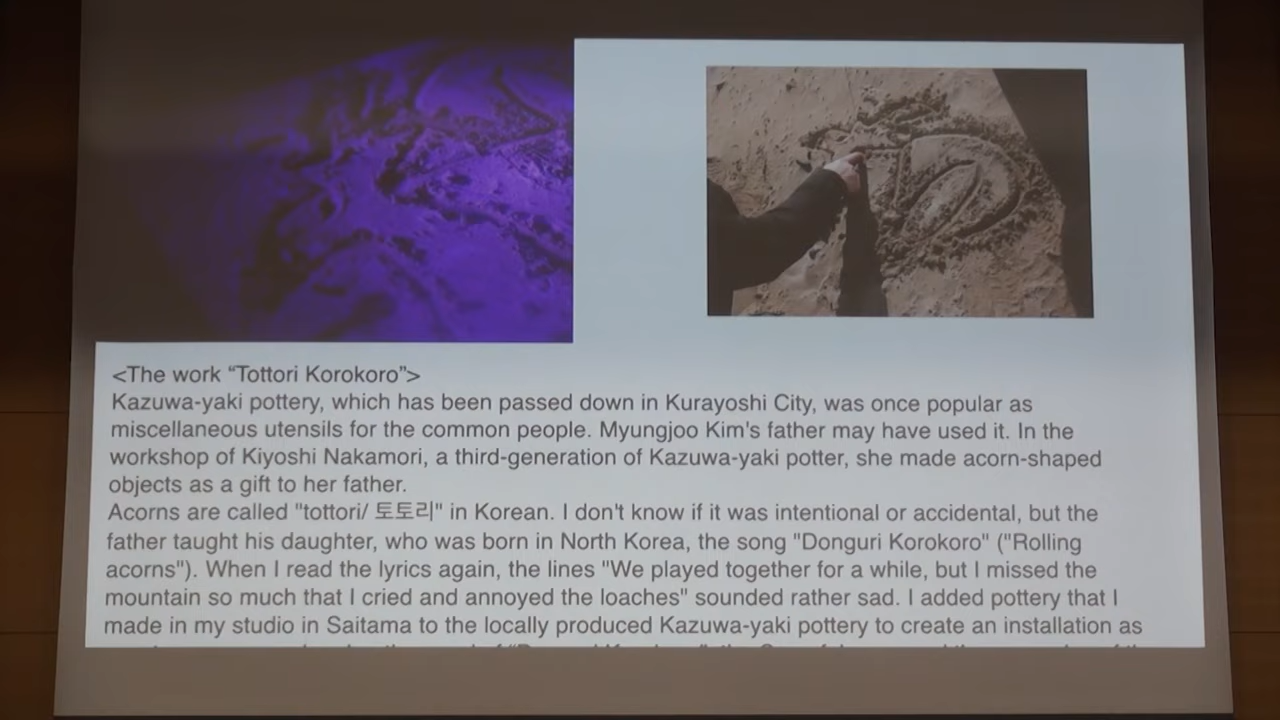 <The work “Tottori Korokoro”>
Kazuwa-yaki pottery, which has been passed down in Kurayoshi City, was once popular as
miscellaneous utensils for the common people. Myungjoo Kim's father may have used it. In the
workshop of Kiyoshi Nakamori, a third-generation of Kazuwa-yaki potter, she made acorn-shaped
objects as a gift to her father.
Acorns are called "tottori/ 토토리" in Korean. I don't know if it was intentional or accidental, but the
father taught his daughter, who was born in North Korea, the song "Donguri Korokoro" ("Rolling
acorns"). When I read the lyrics again, the lines "We played together for a while, but I missed the
mountain so much that I cried and annoyed the loaches" sounded rather sad. I added pottery that I
made in my studio in Saitama to the locally produced Kazuwa-yaki pottery to create an installation as